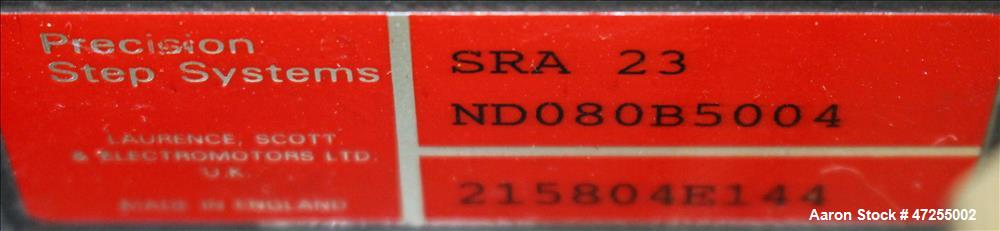 Precision
Step Systems
LAURENCE, SCOTT
& ELECTROMOTORS LTD.
U.K.
MADE IN ENGLAND
SRA 23
ND080B5004
215804E144
Aaron Stock # 47255002